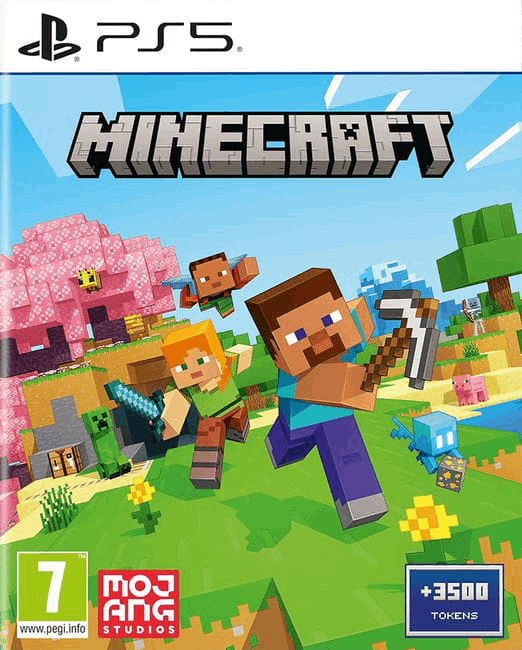 PS5
MINECRAFT
7
www.pegi.info
MOJ
ANG
STUDIOS
+3500
TOKENS